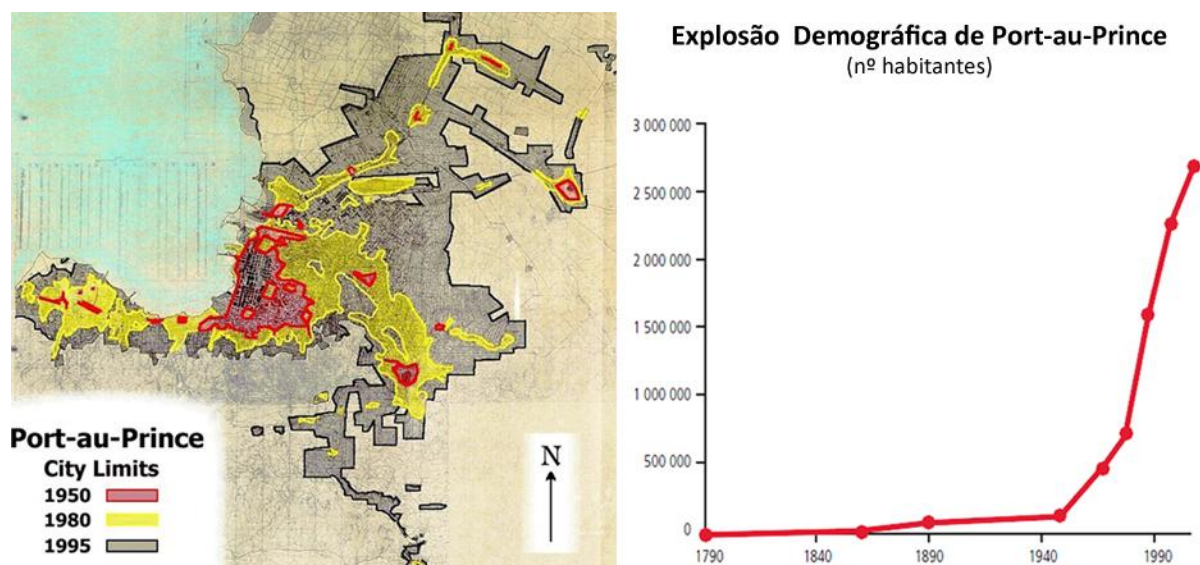 Port-au-Prince
City Limits
1950
1980
1995
N
Explosão Demográfica de Port-au-Prince
(nº habitantes)
3 000 000
2 500 000
2 000 000
1 500 000
1 000 000
500 000
0
1790
1840
1890
1940
1990